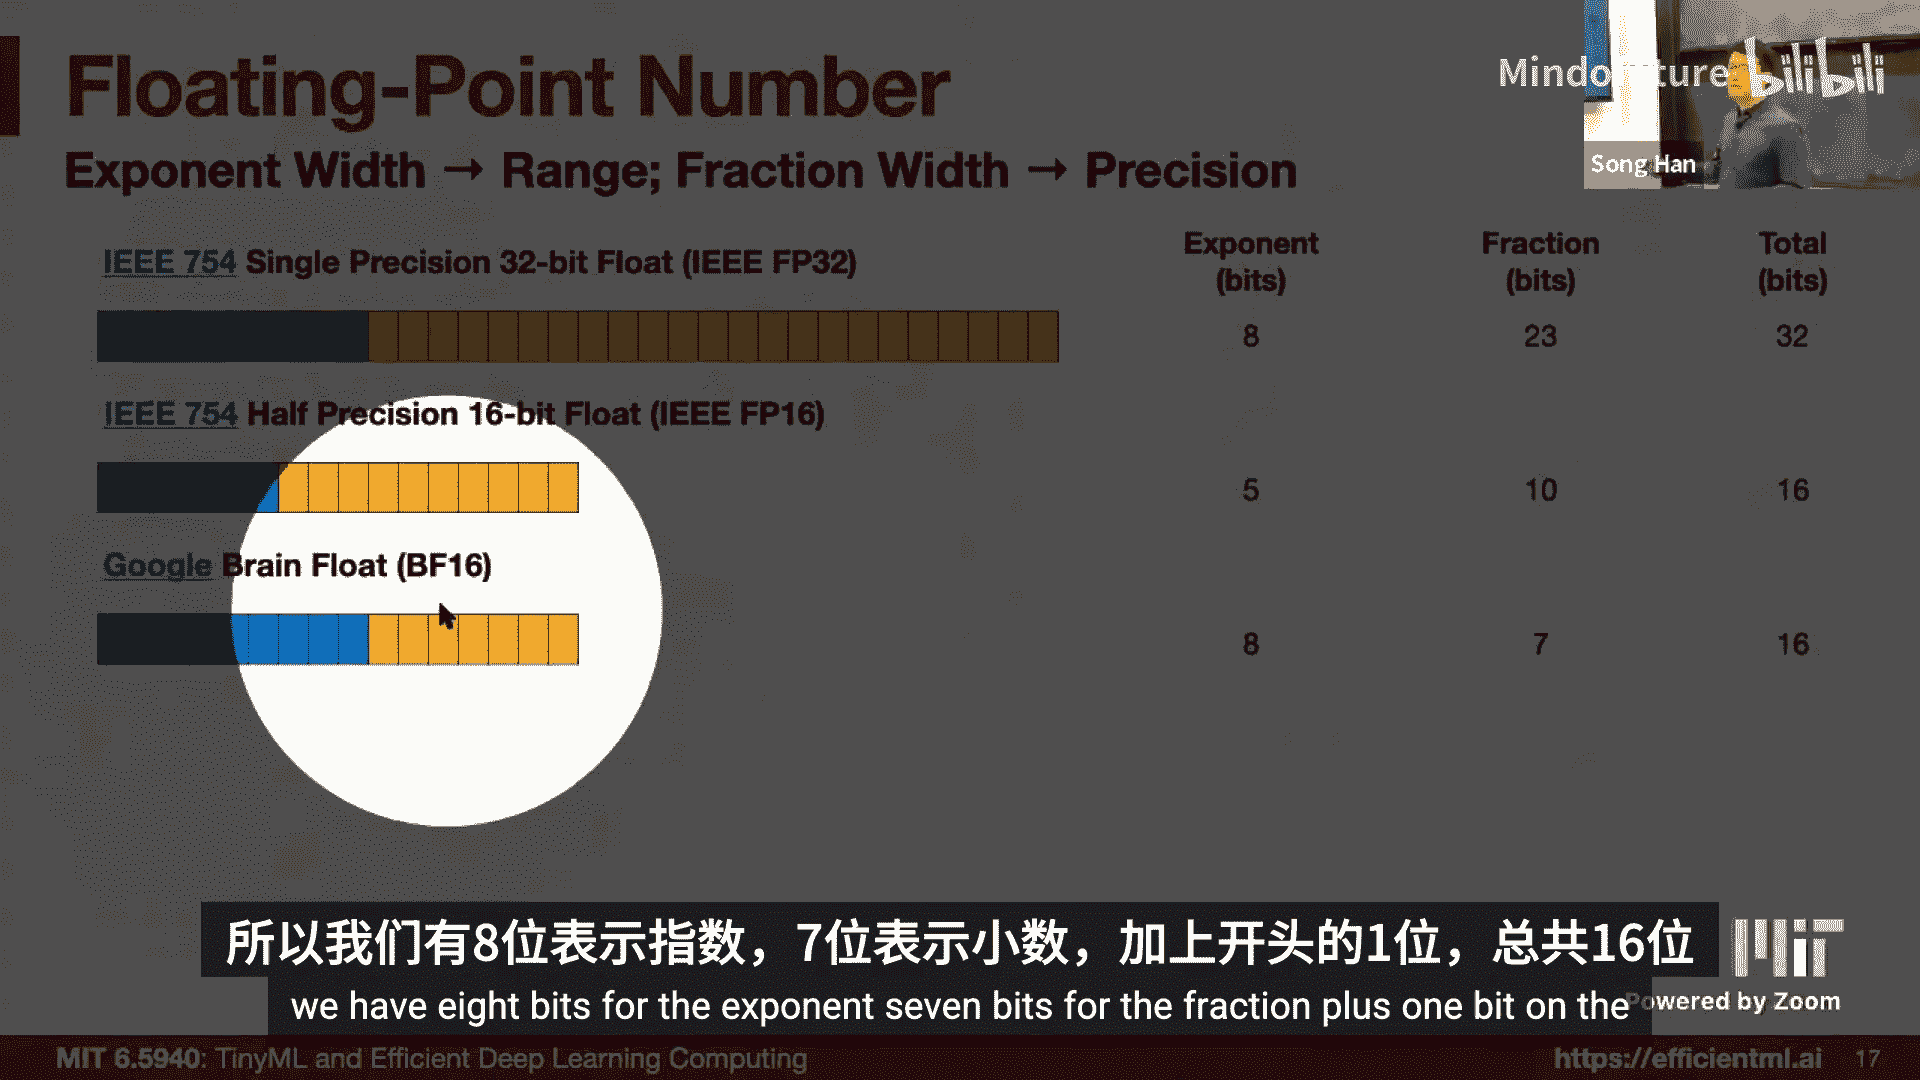 Floating-Point Number
Exponent Width → Range; Fraction Width → Precision
bilibili
Song Han
IEEE 754 Single Precision 32-bit Float (IEEE FP32)
Exponent (bits)
Fraction (bits)
Total (bits)
8 23 32
IEEE 754 Half Precision 16-bit Float (IEEE FP16)
5 10 16
Google Brain Float (BF16)
8 7 16
所以我们有8位表示指数，7位表示小数，加上开头的1位，总共16位
we have eight bits for the exponent seven bits for the fraction plus one bit on the
MIT
Powered by Zoom
MIT 6.5940: TinyML and Efficient Deep Learning Computing
https://efficientml.ai 17